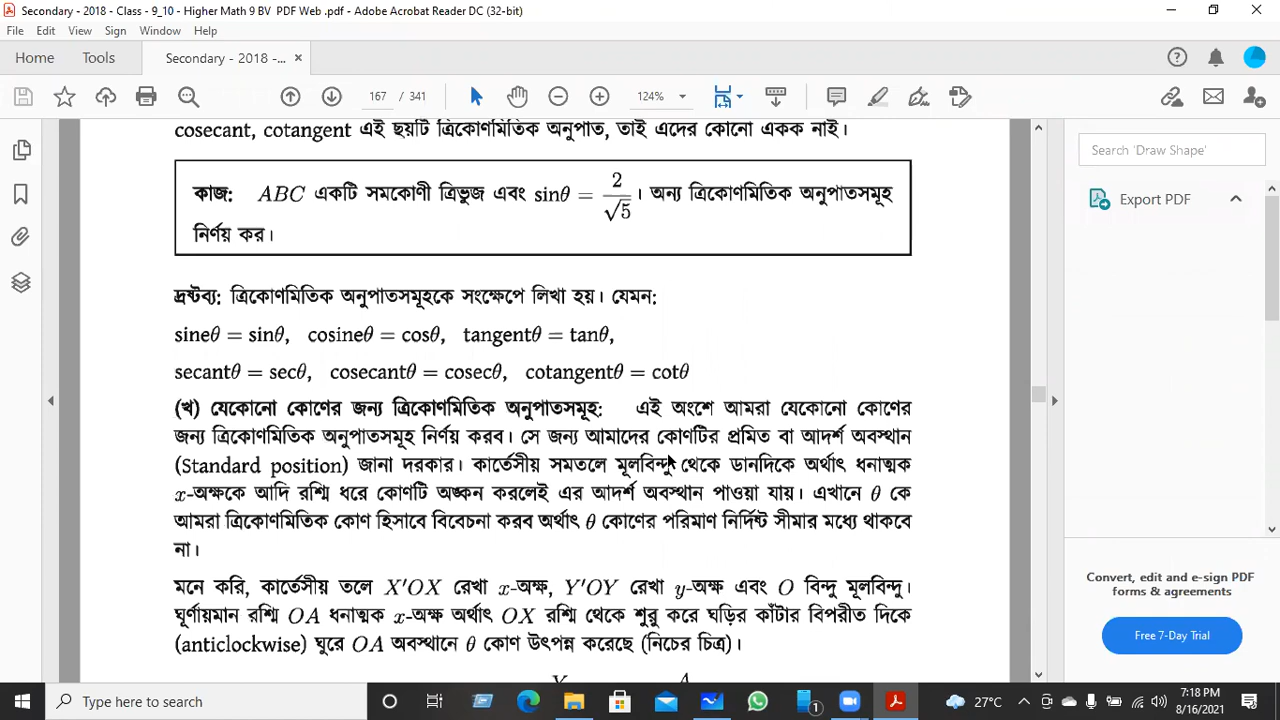 Secondary - 2018 - Class - 9_10 - Higher Math 9 BV PDF Web .pdf - Adobe Acrobat Reader DC (32-bit)
File Edit View Sign Window Help
Home Tools Secondary - 2018 -...
167 / 341 124%
cosecant, cotangent এই ছয়টি ত্রিকোণমিতিক অনুপাত, তাই এদের কোনো একক নাই।
কাজ: ABC একটি সমকোণী ত্রিভুজ এবং sinθ = 2/√5। অন্য ত্রিকোণমিতিক অনুপাতসমূহ
নির্ণয় কর।
দ্রষ্টব্য: ত্রিকোণমিতিক অনুপাতসমূহকে সংক্ষেপে লিখা হয়। যেমন:
sineθ = sinθ, cosineθ = cosθ, tangentθ = tanθ,
secantθ = secθ, cosecantθ = cosecθ, cotangentθ = cotθ
(খ) যেকোনো কোণের জন্য ত্রিকোণমিতিক অনুপাতসমূহ: এই অংশে আমরা যেকোনো কোণের
জন্য ত্রিকোণমিতিক অনুপাতসমূহ নির্ণয় করব। সে জন্য আমাদের কোণটির প্রমিত বা আদর্শ অবস্থান
(Standard position) জানা দরকার। কার্তেসীয় সমতলে মূলবিন্দু থেকে ডানদিকে অর্থাৎ ধনাত্মক
x-অক্ষকে আদি রশ্মি ধরে কোণটি অঙ্কন করলেই এর আদর্শ অবস্থান পাওয়া যায়। এখানে θ কে
আমরা ত্রিকোণমিতিক কোণ হিসাবে বিবেচনা করব অর্থাৎ θ কোণের পরিমাণ নির্দিষ্ট সীমার মধ্যে থাকবে
না।
মনে করি, কার্তেসীয় তলে X′OX রেখা x-অক্ষ, Y′OY রেখা y-অক্ষ এবং O বিন্দু মূলবিন্দু।
ঘূর্ণায়মান রশ্মি OA ধনাত্মক x-অক্ষ অর্থাৎ OX রশ্মি থেকে শুরু করে ঘড়ির কাঁটার বিপরীত দিকে
(anticlockwise) ঘুরে OA অবস্থানে θ কোণ উৎপন্ন করেছে (নিচের চিত্র)।
Y A
Search 'Draw Shape'
Export PDF
Convert, edit and e-sign PDF
forms & agreements
Free 7-Day Trial
Type here to search
1
27°C
7:18 PM
8/16/2021